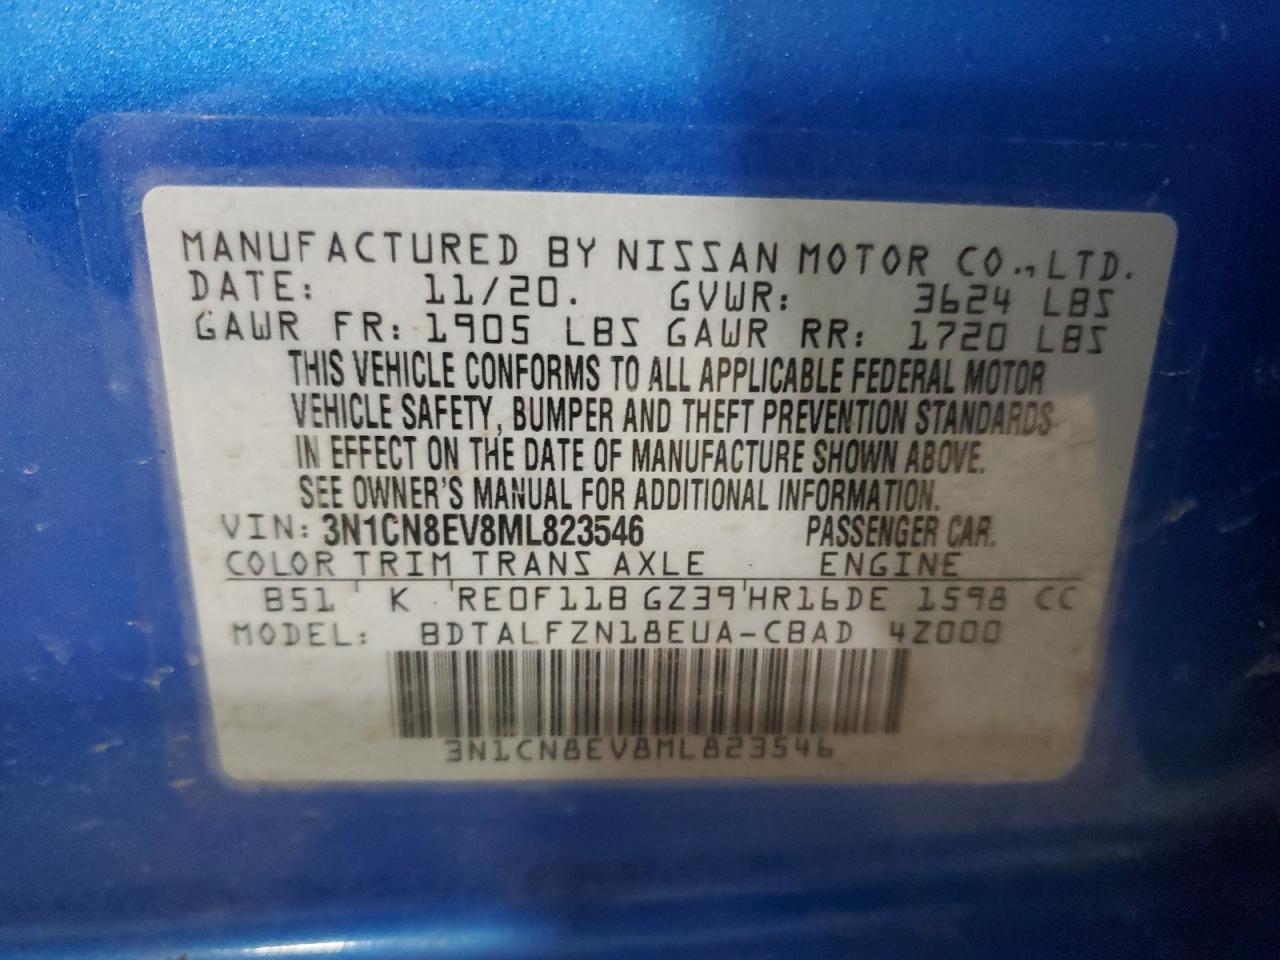 MANUFACTURED BY NISSAN MOTOR CO., LTD.
DATE: 11/20. GVWR: 3624 LBS
GAWR FR: 1905 LBS GAWR RR: 1720 LBS
THIS VEHICLE CONFORMS TO ALL APPLICABLE FEDERAL MOTOR
VEHICLE SAFETY, BUMPER AND THEFT PREVENTION STANDARDS
IN EFFECT ON THE DATE OF MANUFACTURE SHOWN ABOVE.
SEE OWNER'S MANUAL FOR ADDITIONAL INFORMATION.
VIN: 3N1CN8EV8ML823546 PASSENGER CAR.
COLOR TRIM TRANS AXLE ENGINE
B51 K RE0F11B GZ39 HR16DE 1598 CC
MODEL: BDTALFZN18EUA-CBAD 4Z000
3N1CN8EV8ML823546